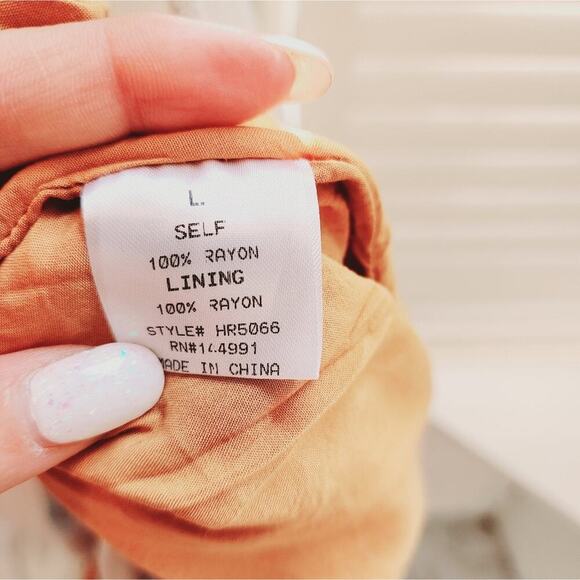 L.
SELF
100% RAYON
LINING
100% RAYON
STYLE# HR5066
RN#144991
MADE IN CHINA